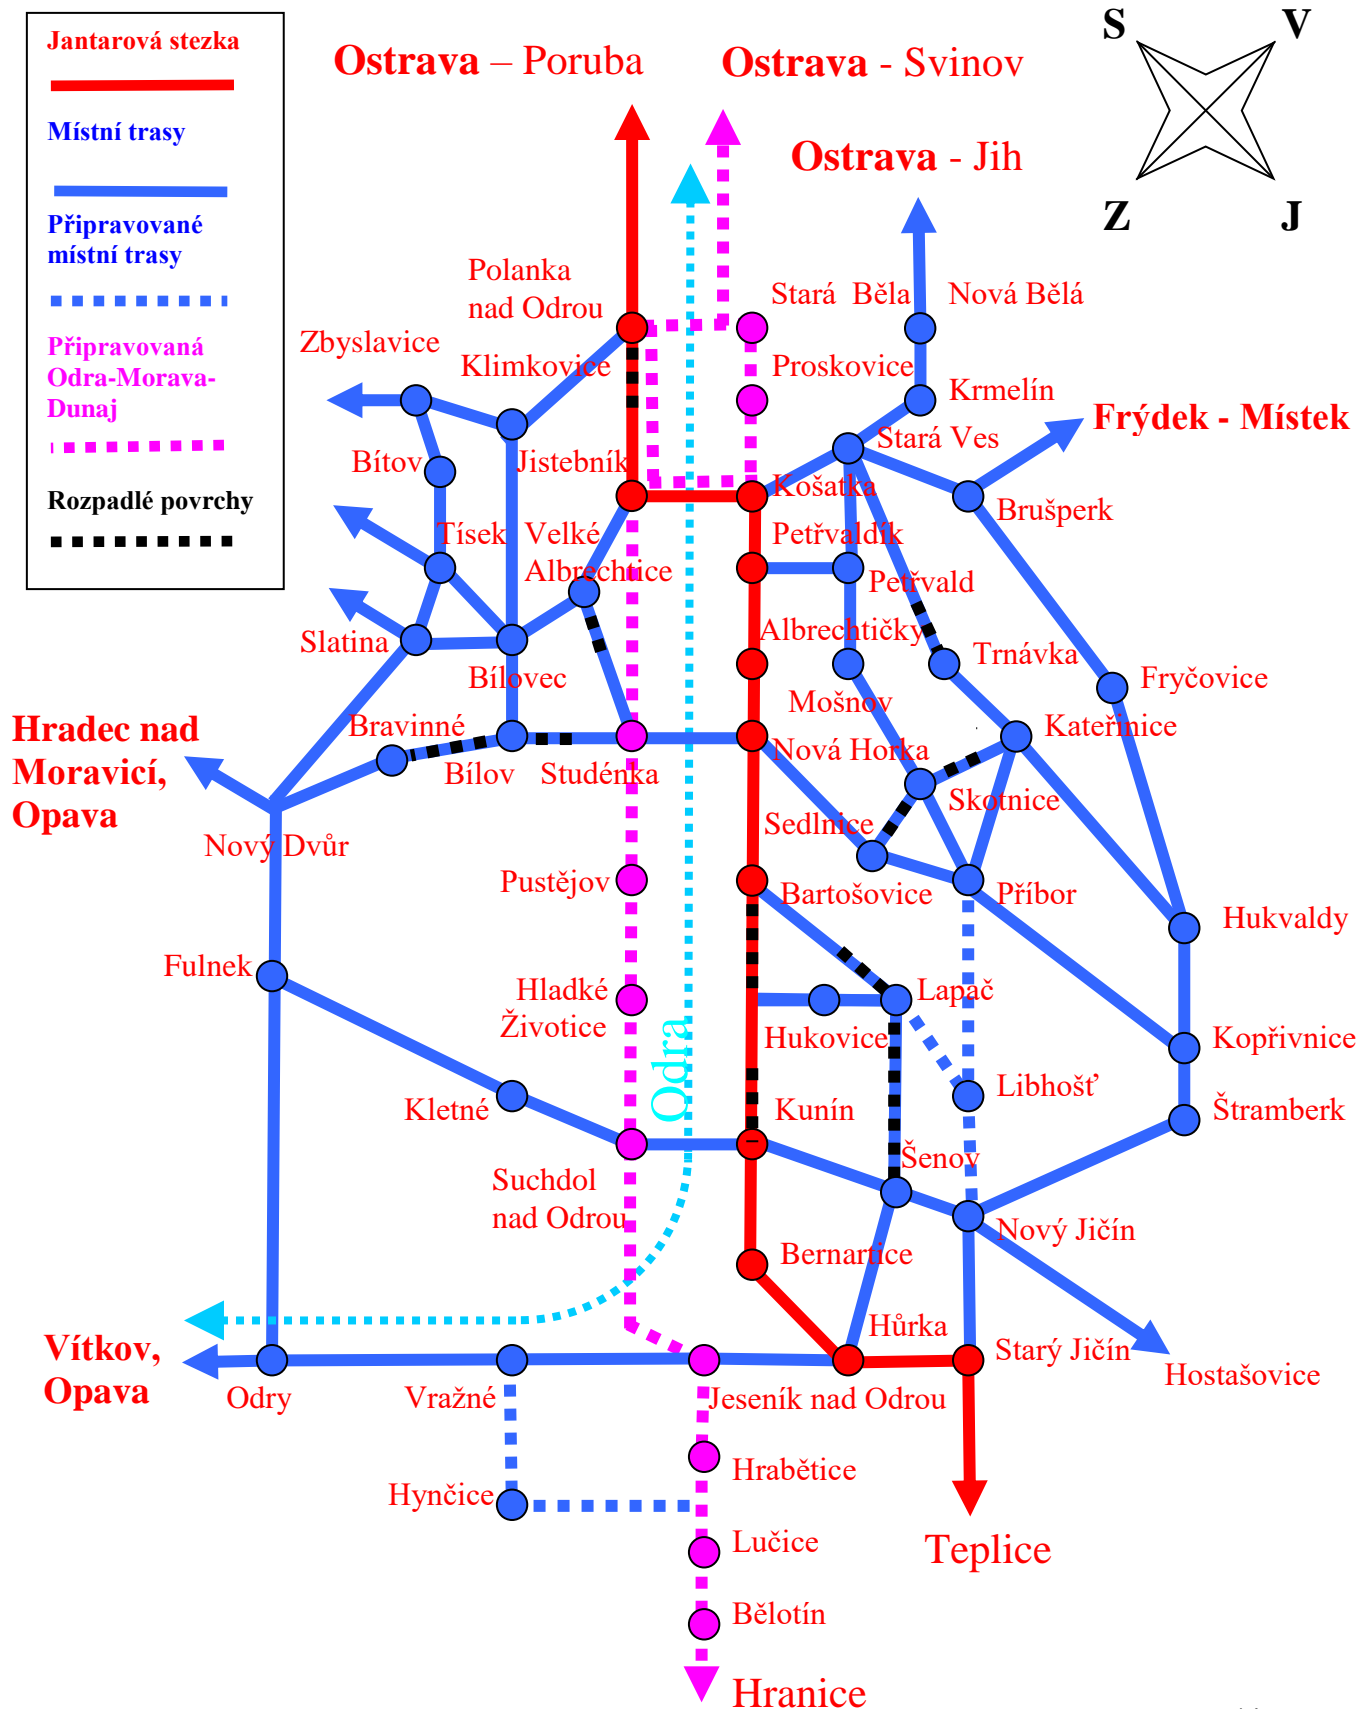 Jantarová stezka
Místní trasy
Připravované
místní trasy
Připravovaná
Odra-Morava-
Dunaj
Rozpadlé povrchy
Ostrava – Poruba
Ostrava - Svinov
Ostrava - Jih
S
V
Z
J
Polanka
nad Odrou
Stará Běla
Nová Bělá
Zbyslavice
Klimkovice
Proskovice
Krmelín
Frýdek - Místek
Stará Ves
Bítov
Jistebník
Košatka
Brušperk
Tísek
Velké
Albrechtice
Petřvaldík
Petřvald
Slatina
Albrechtičky
Trnávka
Bílovec
Mošnov
Fryčovice
Hradec nad
Moravicí,
Opava
Bravinné
Kateřinice
Nová Horka
Bílov
Studénka
Skotnice
Nový Dvůr
Sedlnice
Pustějov
Bartošovice
Příbor
Hukvaldy
Fulnek
Hladké
Životice
Lapač
Odra
Hukovice
Kopřivnice
Kletné
Kunín
Libhošť
Štramberk
Šenov
Suchdol
nad Odrou
Nový Jičín
Bernartice
Vítkov,
Opava
Hůrka
Starý Jičín
Hostašovice
Odry
Vražné
Jeseník nad Odrou
Hrabětice
Hynčice
Lučice
Teplice
Bělotín
Hranice